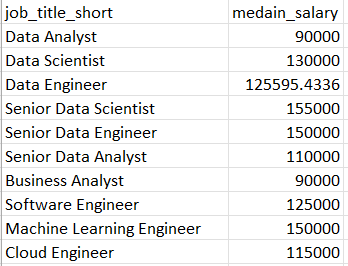 job_title_short medain_salary
Data Analyst 90000
Data Scientist 130000
Data Engineer 125595.4336
Senior Data Scientist 155000
Senior Data Engineer 150000
Senior Data Analyst 110000
Business Analyst 90000
Software Engineer 125000
Machine Learning Engineer 150000
Cloud Engineer 115000